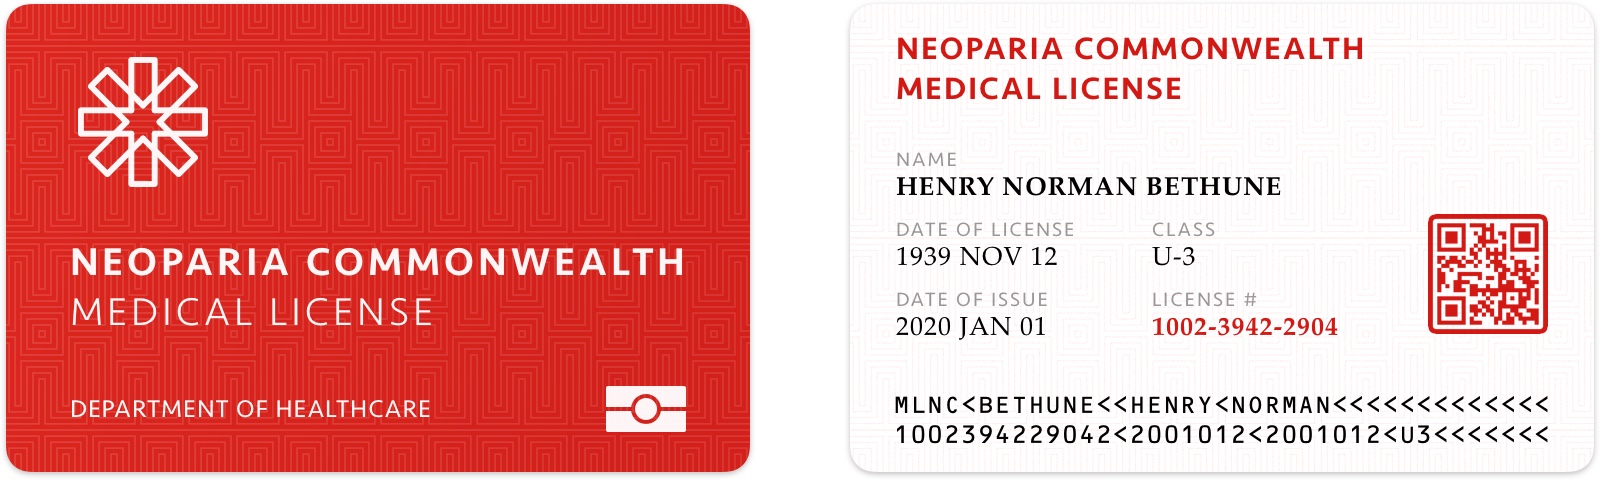 NEOPARIA COMMONWEALTH
MEDICAL LICENSE
DEPARTMENT OF HEALTHCARE
NEOPARIA COMMONWEALTH
MEDICAL LICENSE
NAME
HENRY NORMAN BETHUNE
DATE OF LICENSE
1939 NOV 12
CLASS
U-3
DATE OF ISSUE
2020 JAN 01
LICENSE #
1002-3942-2904
MLNC<BETHUNE<<HENRY<NORMAN<<<<<<<<<<<<<
1002394229042<2001012<2001012<U3<<<<<<<